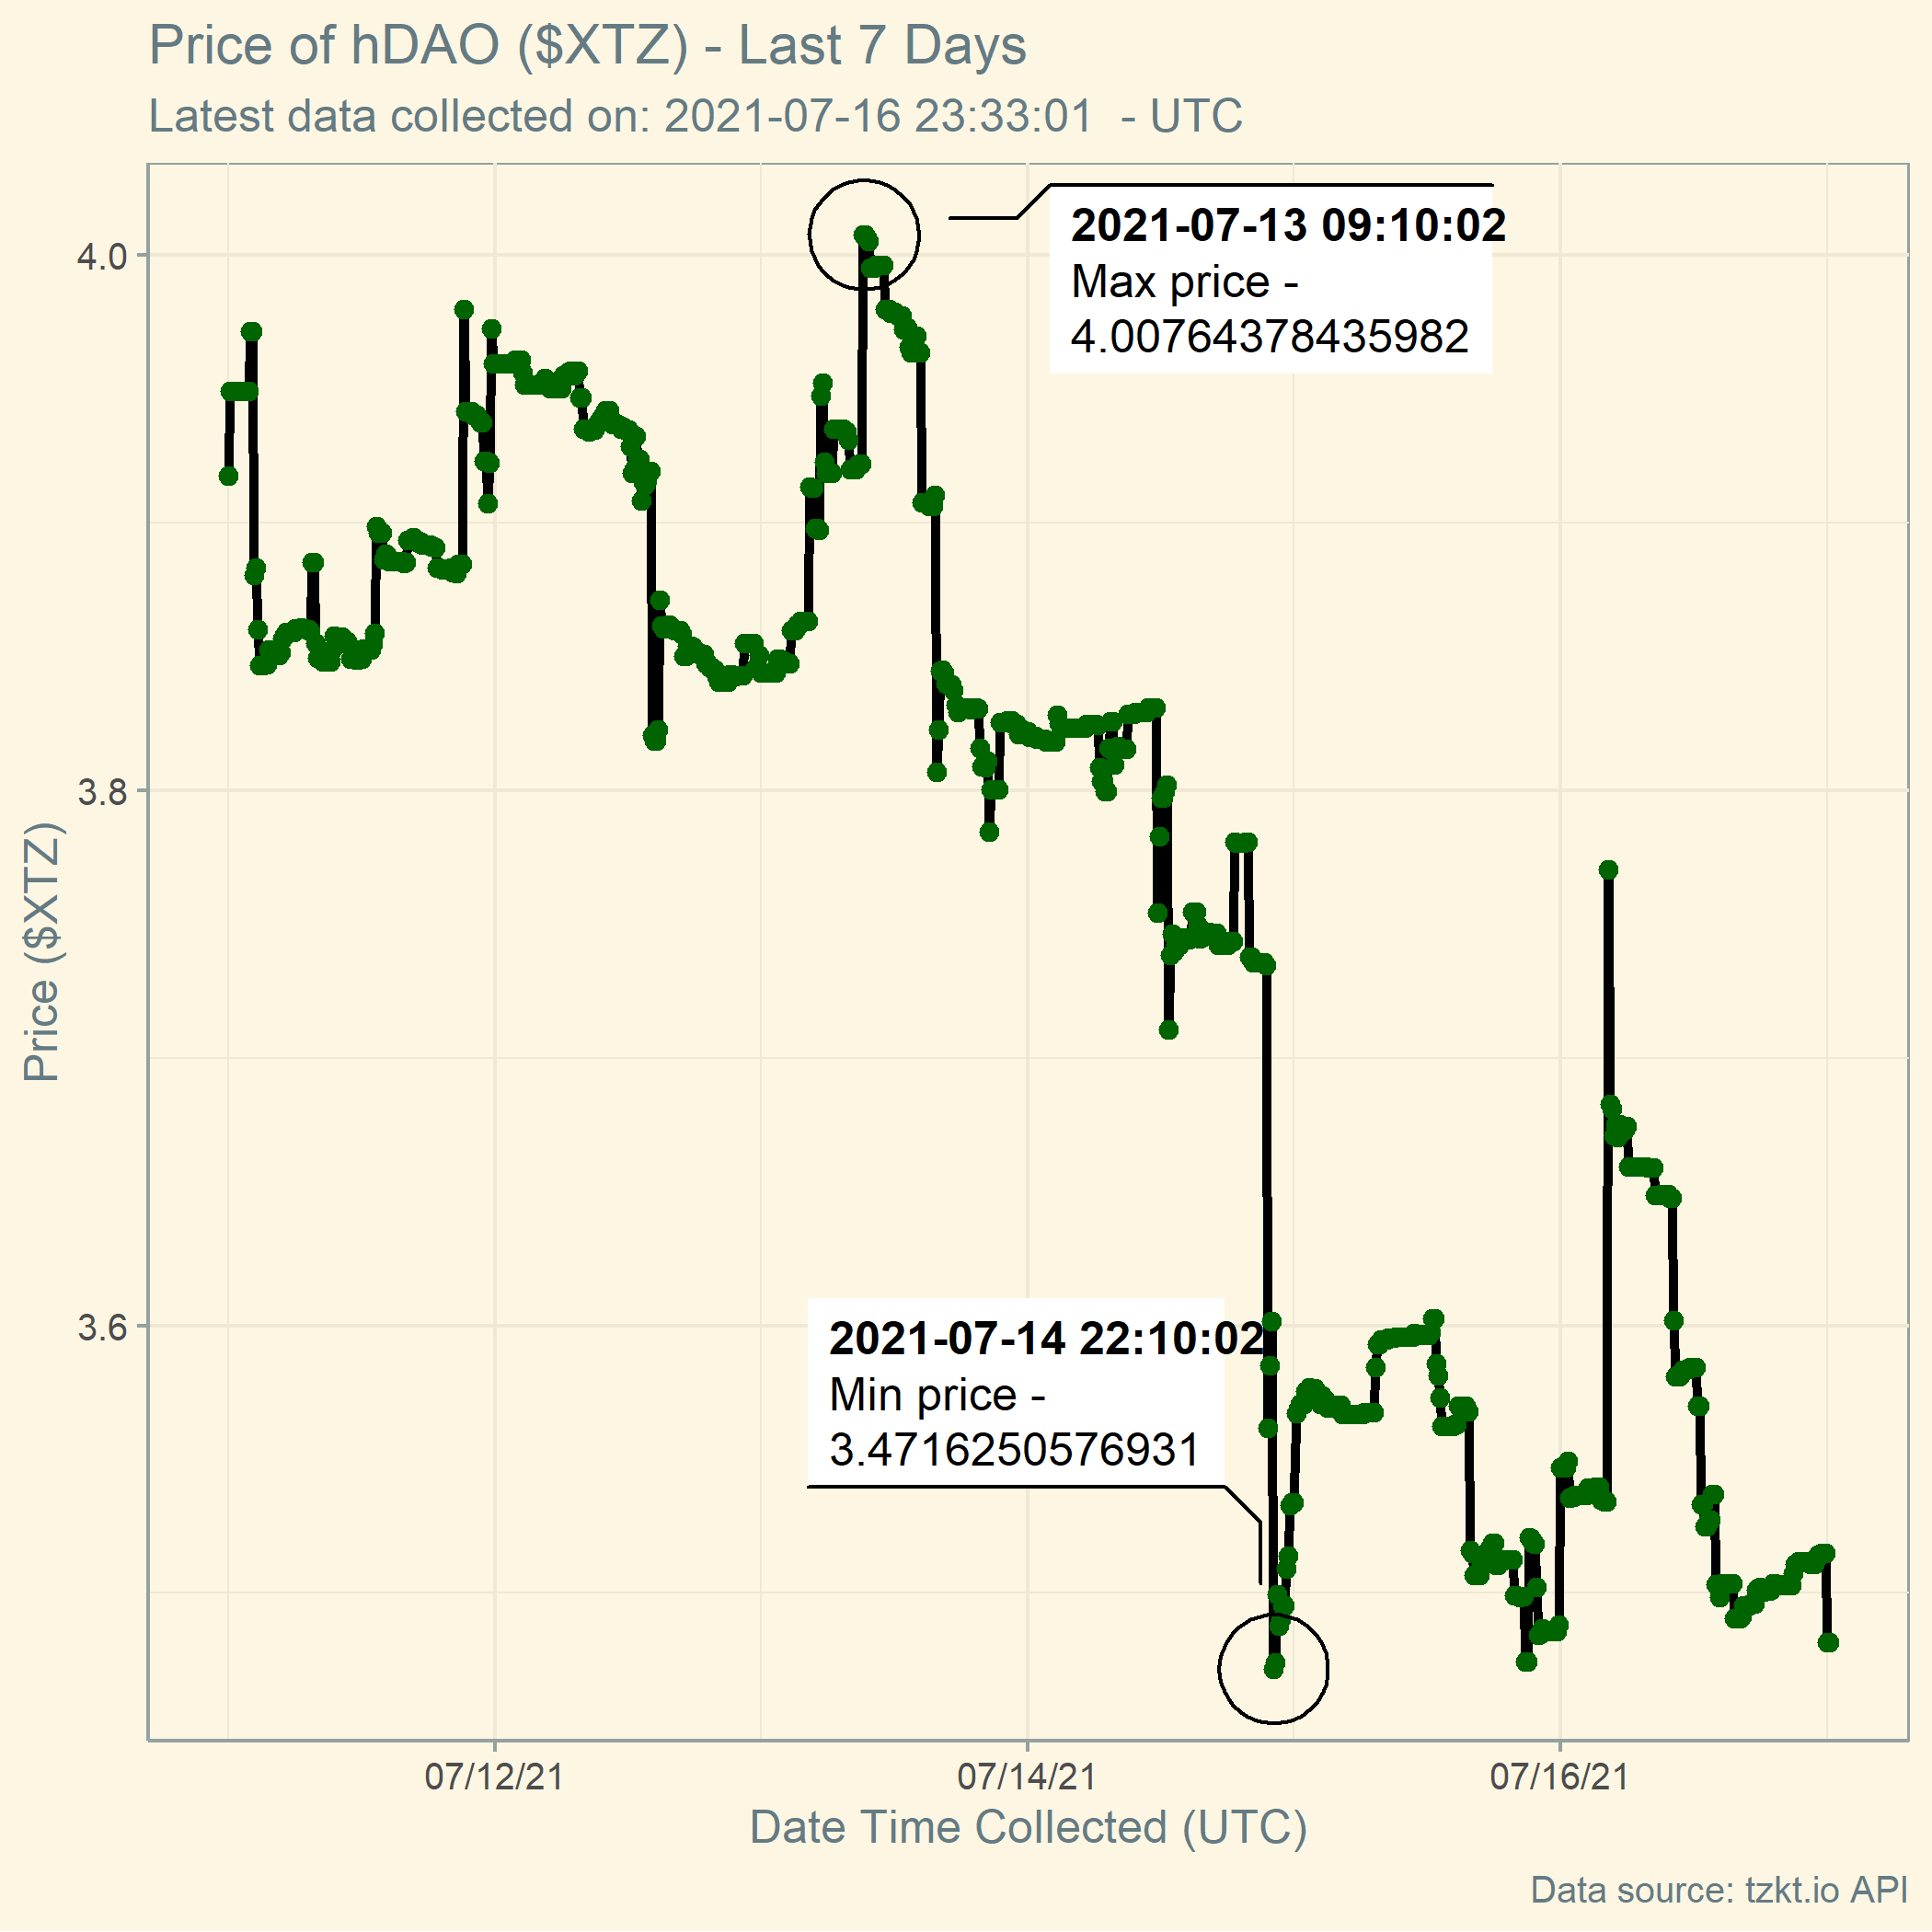 Price of hDAO ($XTZ) - Last 7 Days
Latest data collected on: 2021-07-16 23:33:01  - UTC
2021-07-13 09:10:02
Max price -
4.00764378435982
4.0
3.8
3.6
Price ($XTZ)
2021-07-14 22:10:02
Min price -
3.4716250576931
07/12/21
07/14/21
07/16/21
Date Time Collected (UTC)
Data source: tzkt.io API